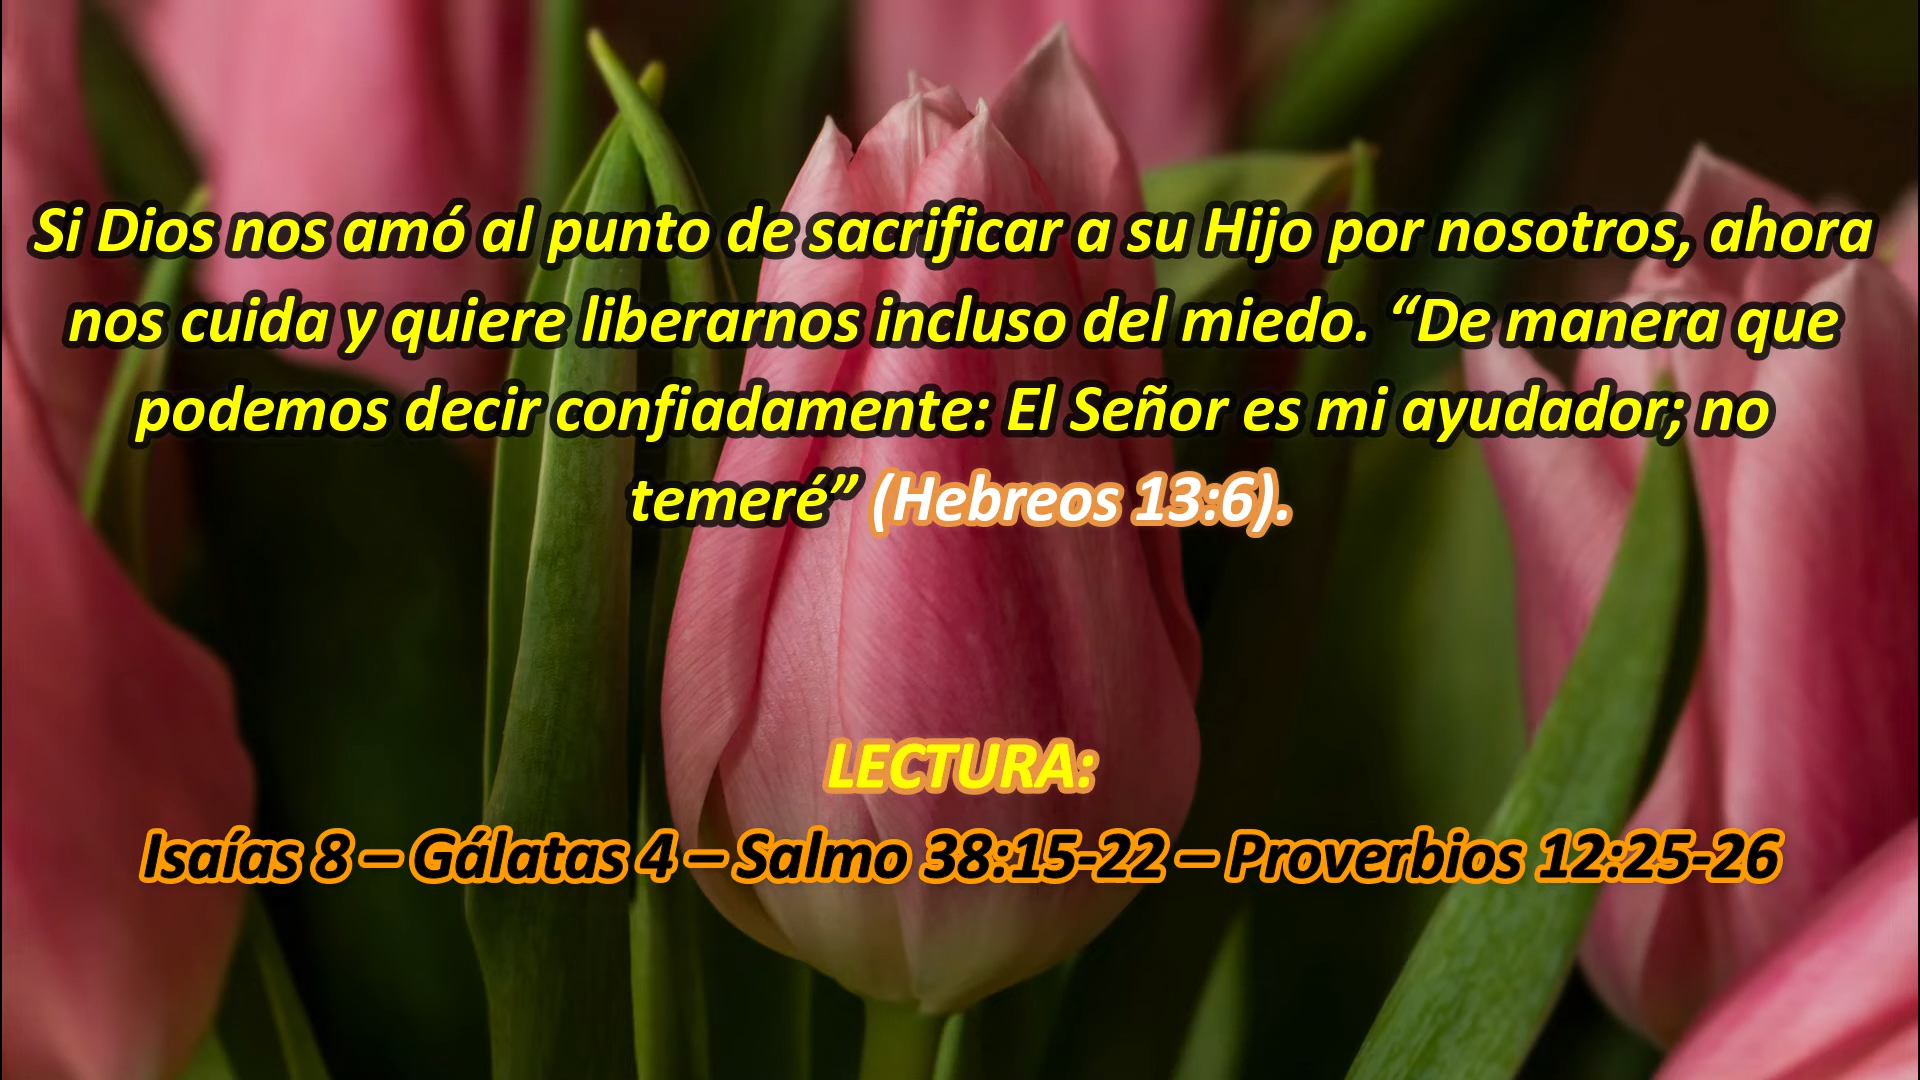 Si Dios nos amó al punto de sacrificar a su Hijo por nosotros, ahora
nos cuida y quiere liberarnos incluso del miedo. “De manera que
podemos decir confiadamente: El Señor es mi ayudador; no
temeré” (Hebreos 13:6).
LECTURA:
Isaías 8 – Gálatas 4 – Salmo 38:15-22 – Proverbios 12:25-26